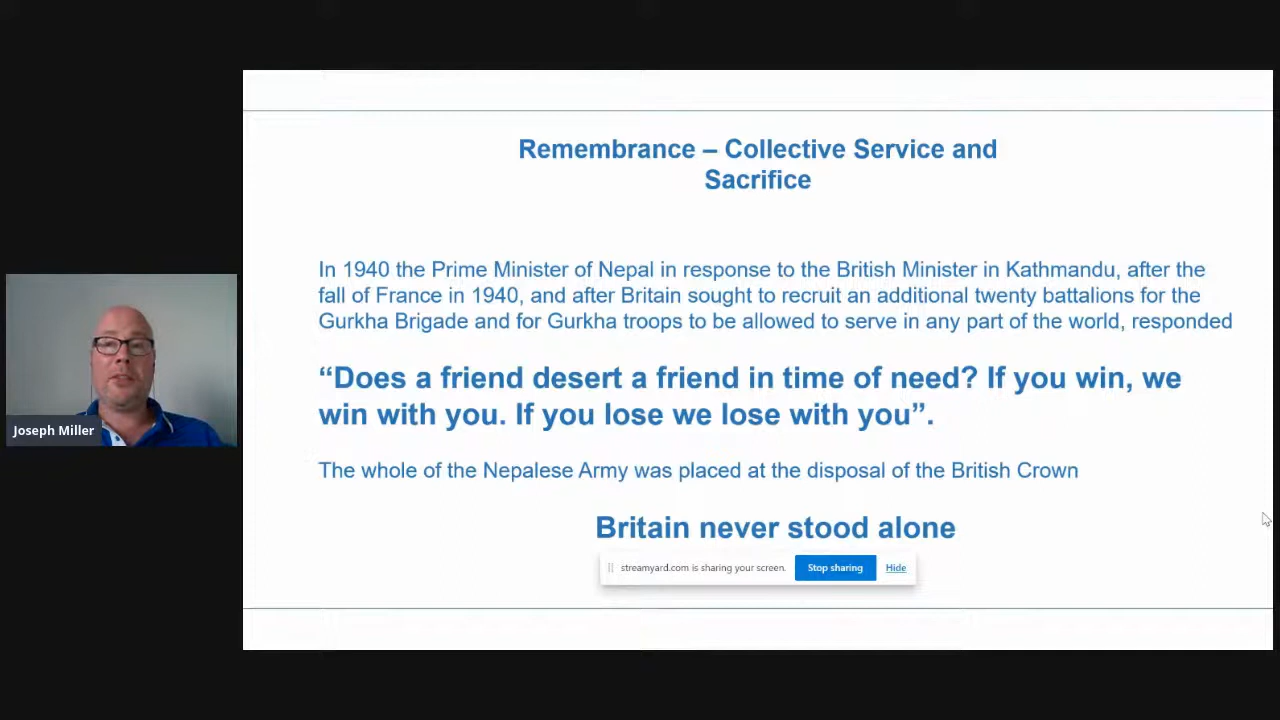 Remembrance – Collective Service and
Sacrifice
In 1940 the Prime Minister of Nepal in response to the British Minister in Kathmandu, after the
fall of France in 1940, and after Britain sought to recruit an additional twenty battalions for the
Gurkha Brigade and for Gurkha troops to be allowed to serve in any part of the world, responded
“Does a friend desert a friend in time of need? If you win, we
win with you. If you lose we lose with you”.
The whole of the Nepalese Army was placed at the disposal of the British Crown
Britain never stood alone
streamyard.com is sharing your screen. Stop sharing Hide
Joseph Miller